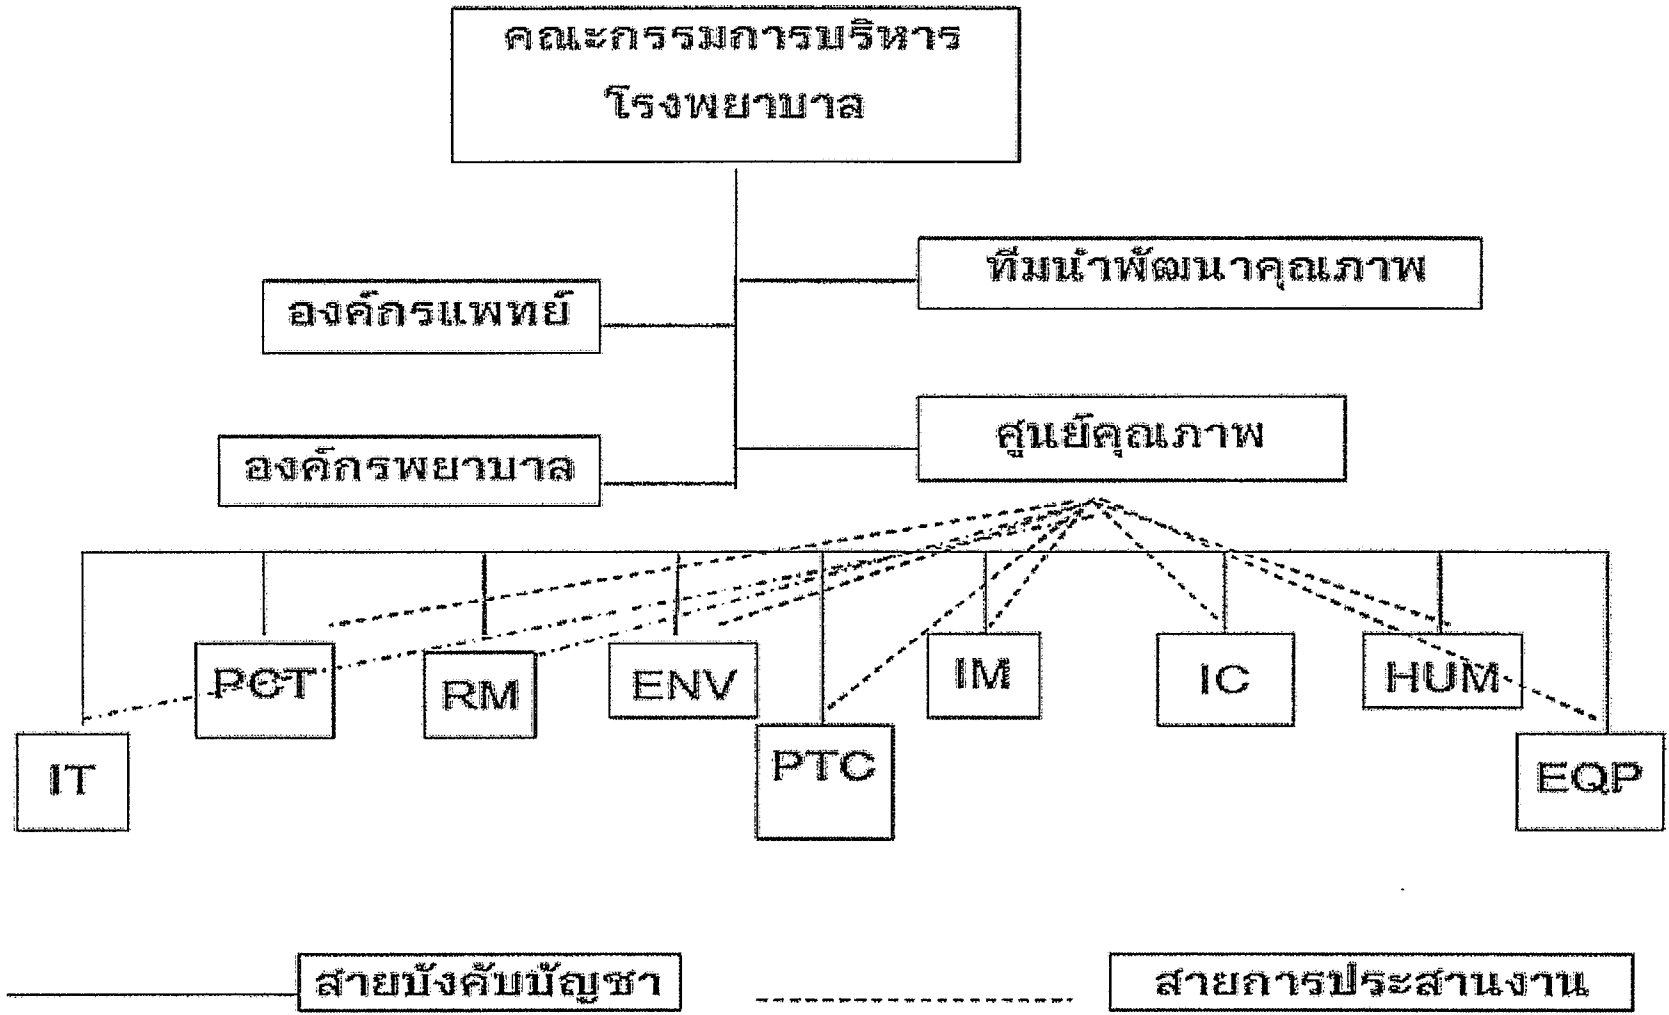 คณะกรรมการบริหาร
โรงพยาบาล
ทีมนำพัฒนาคุณภาพ
องค์กรแพทย์
ศูนย์คุณภาพ
องค์กรพยาบาล
PCT
RM
ENV
IM
IC
HUM
IT
PTC
EQP
สายบังคับบัญชา
สายการประสานงาน